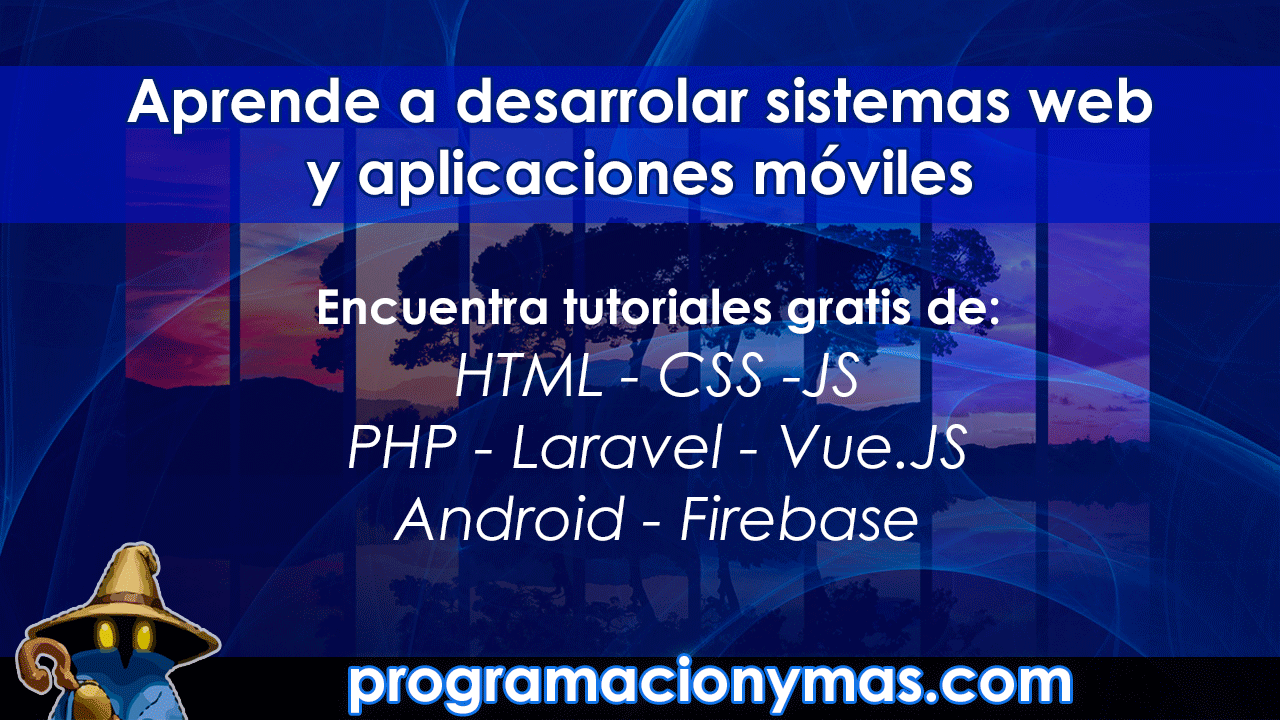 Aprende a desarrolar sistemas web
y aplicaciones móviles
Encuentra tutoriales gratis de:
HTML - CSS -JS
PHP - Laravel - Vue.JS
Android - Firebase
programacionymas.com